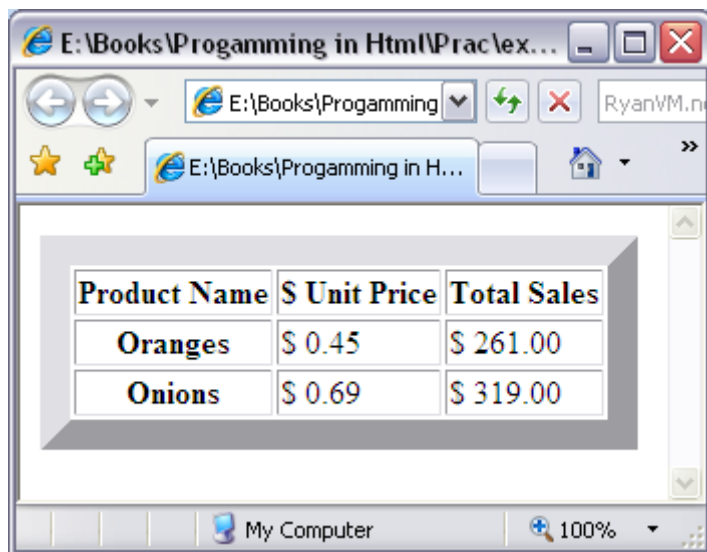 E:\Books\Progamming in Html\Prac\ex...
E:\Books\Progamming
RyanVM.n
E:\Books\Progamming in H...
»
Product Name $ Unit Price Total Sales
Oranges $ 0.45 $ 261.00
Onions $ 0.69 $ 319.00
My Computer 100%